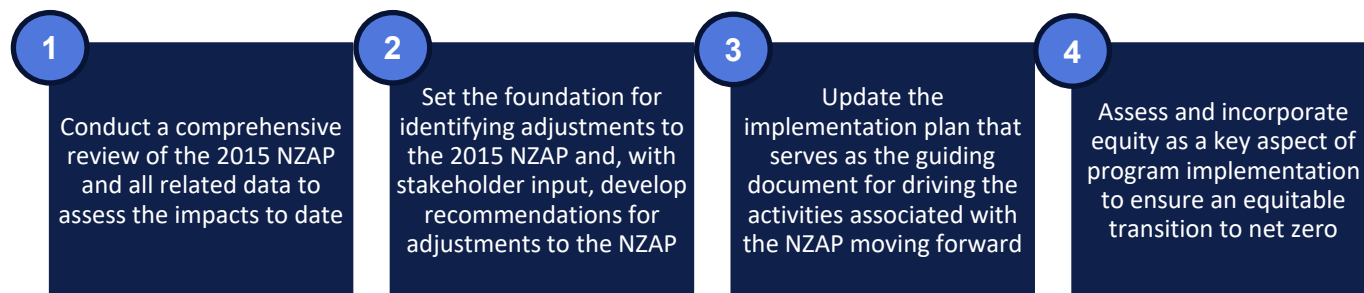 1
Conduct a comprehensive
review of the 2015 NZAP
and all related data to
assess the impacts to date
2
Set the foundation for
identifying adjustments to
the 2015 NZAP and, with
stakeholder input, develop
recommendations for
adjustments to the NZAP
3
Update the
implementation plan that
serves as the guiding
document for driving the
activities associated with
the NZAP moving forward
4
Assess and incorporate
equity as a key aspect of
program implementation
to ensure an equitable
transition to net zero